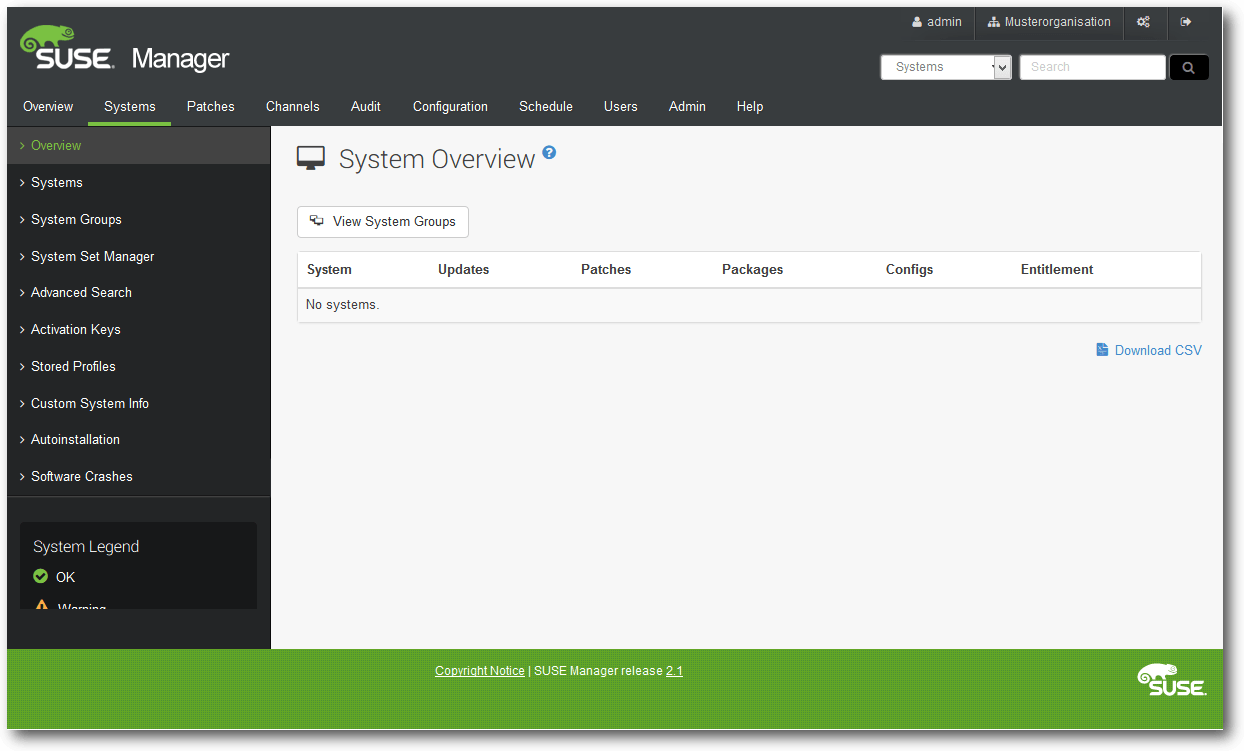 admin Musterorganisation
SUSE. Manager
Systems Search
Overview Systems Patches Channels Audit Configuration Schedule Users Admin Help
Overview
Systems
System Groups
System Set Manager
Advanced Search
Activation Keys
Stored Profiles
Custom System Info
Autoinstallation
Software Crashes
System Legend
OK
Warning
System Overview ?
View System Groups
System Updates Patches Packages Configs Entitlement
No systems.
Download CSV
Copyright Notice | SUSE Manager release 2.1
SUSE.